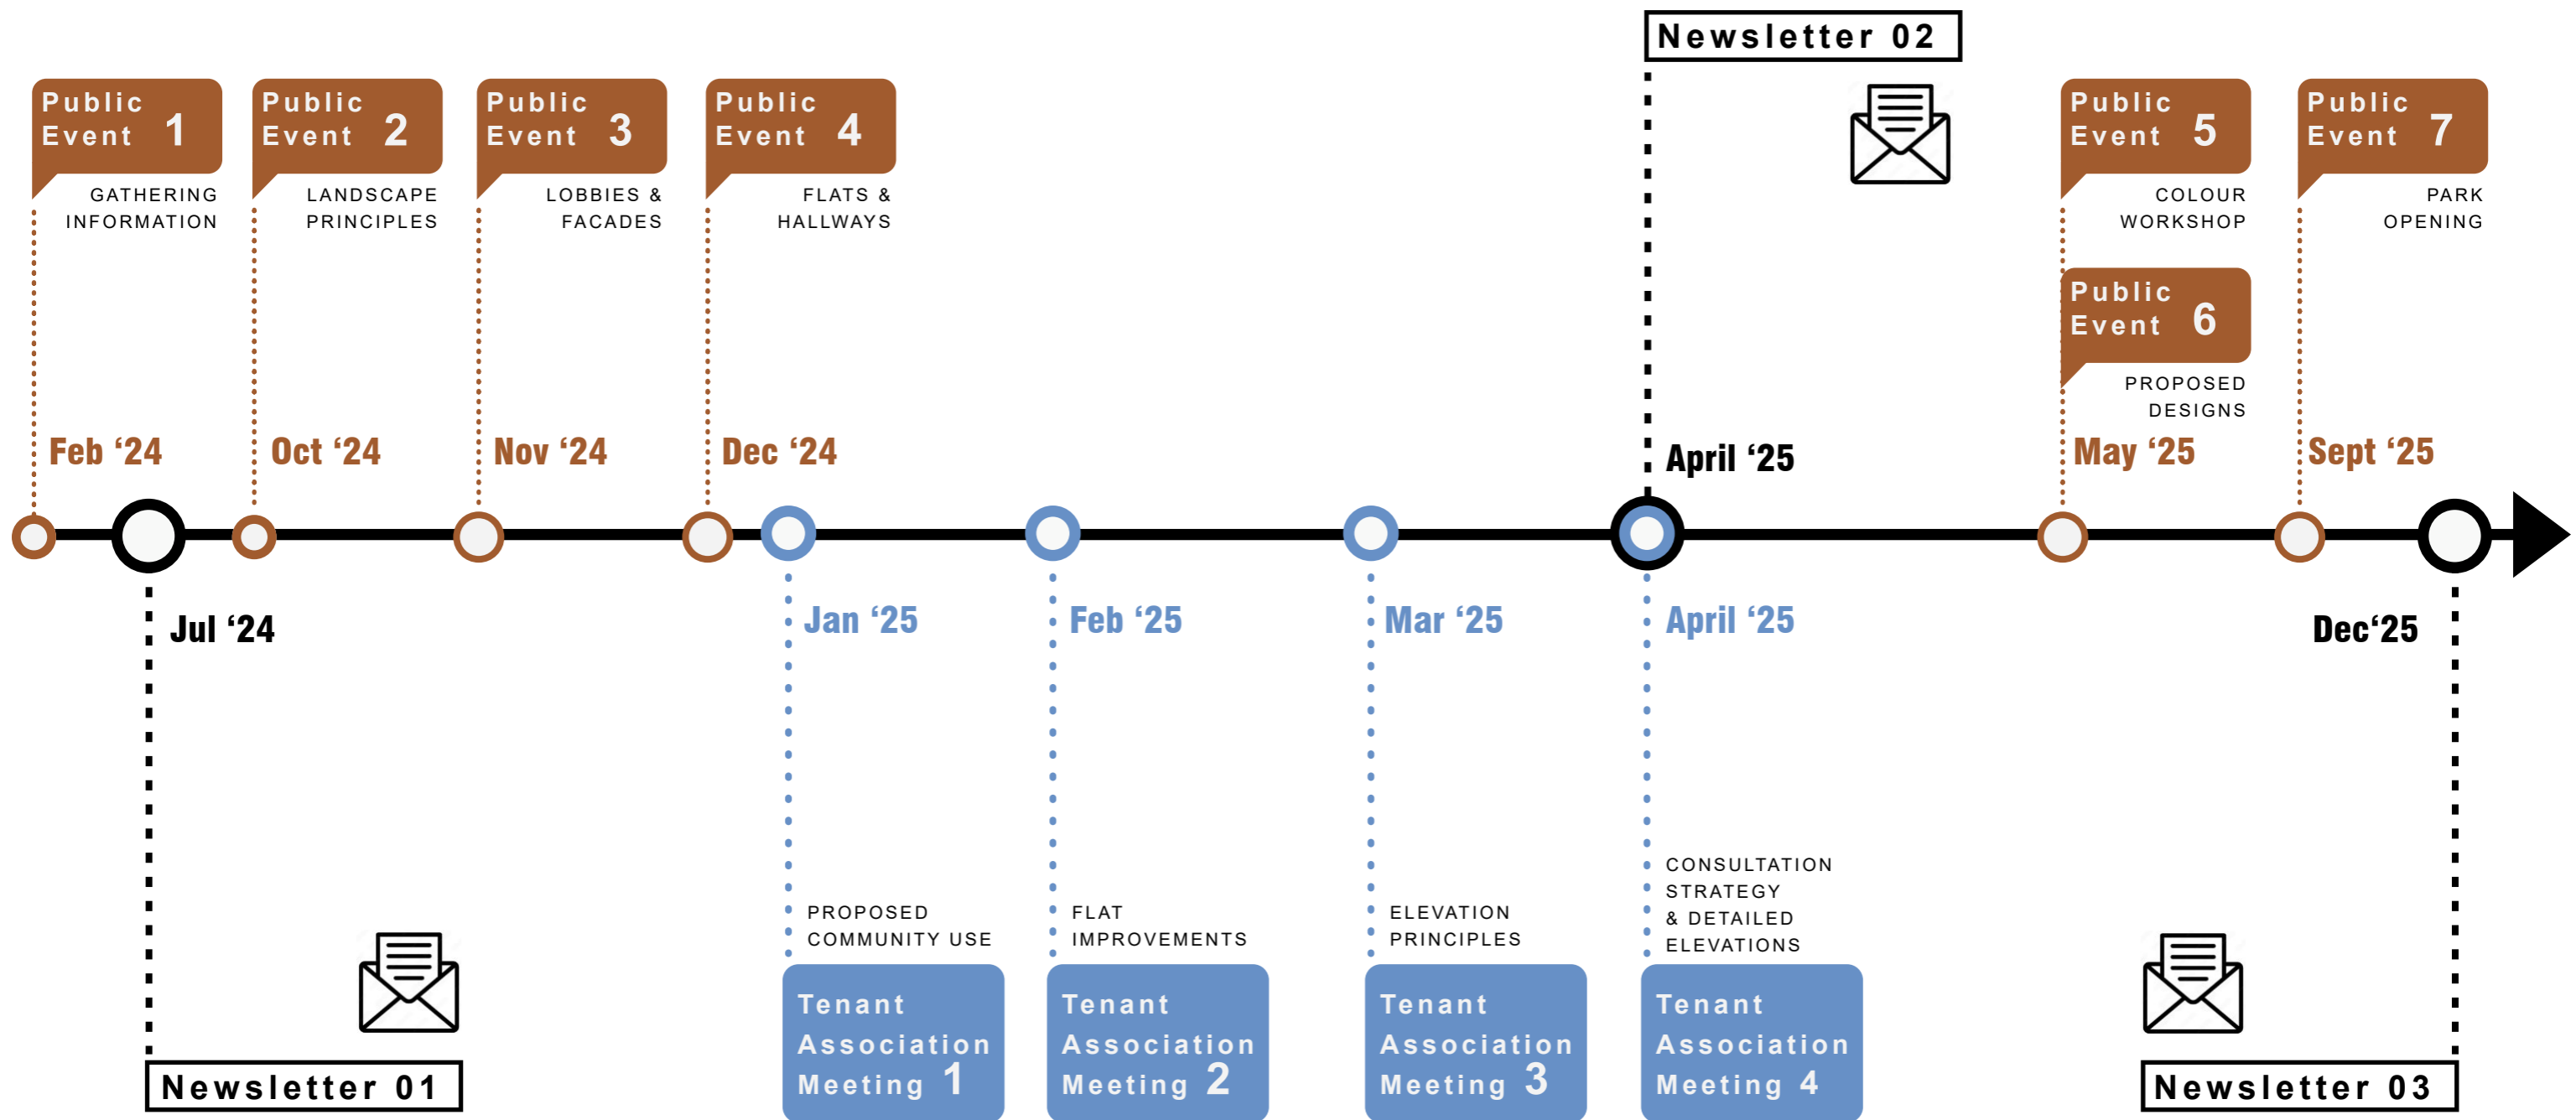 Newsletter 02
Public
Event 1
GATHERING
INFORMATION
Public
Event 2
LANDSCAPE
PRINCIPLES
Public
Event 3
LOBBIES &
FACADES
Public
Event 4
FLATS &
HALLWAYS
Public
Event 5
COLOUR
WORKSHOP
Public
Event 6
PROPOSED
DESIGNS
Public
Event 7
PARK
OPENING
Feb ‘24
Oct ‘24
Nov ‘24
Dec ‘24
April ‘25
May ‘25
Sept ‘25
Jul ‘24
Jan ‘25
Feb ‘25
Mar ‘25
April ‘25
Dec‘25
PROPOSED
COMMUNITY USE
Tenant
Association
Meeting 1
FLAT
IMPROVEMENTS
Tenant
Association
Meeting 2
ELEVATION
PRINCIPLES
Tenant
Association
Meeting 3
CONSULTATION
STRATEGY
& DETAILED
ELEVATIONS
Tenant
Association
Meeting 4
Newsletter 01
Newsletter 03